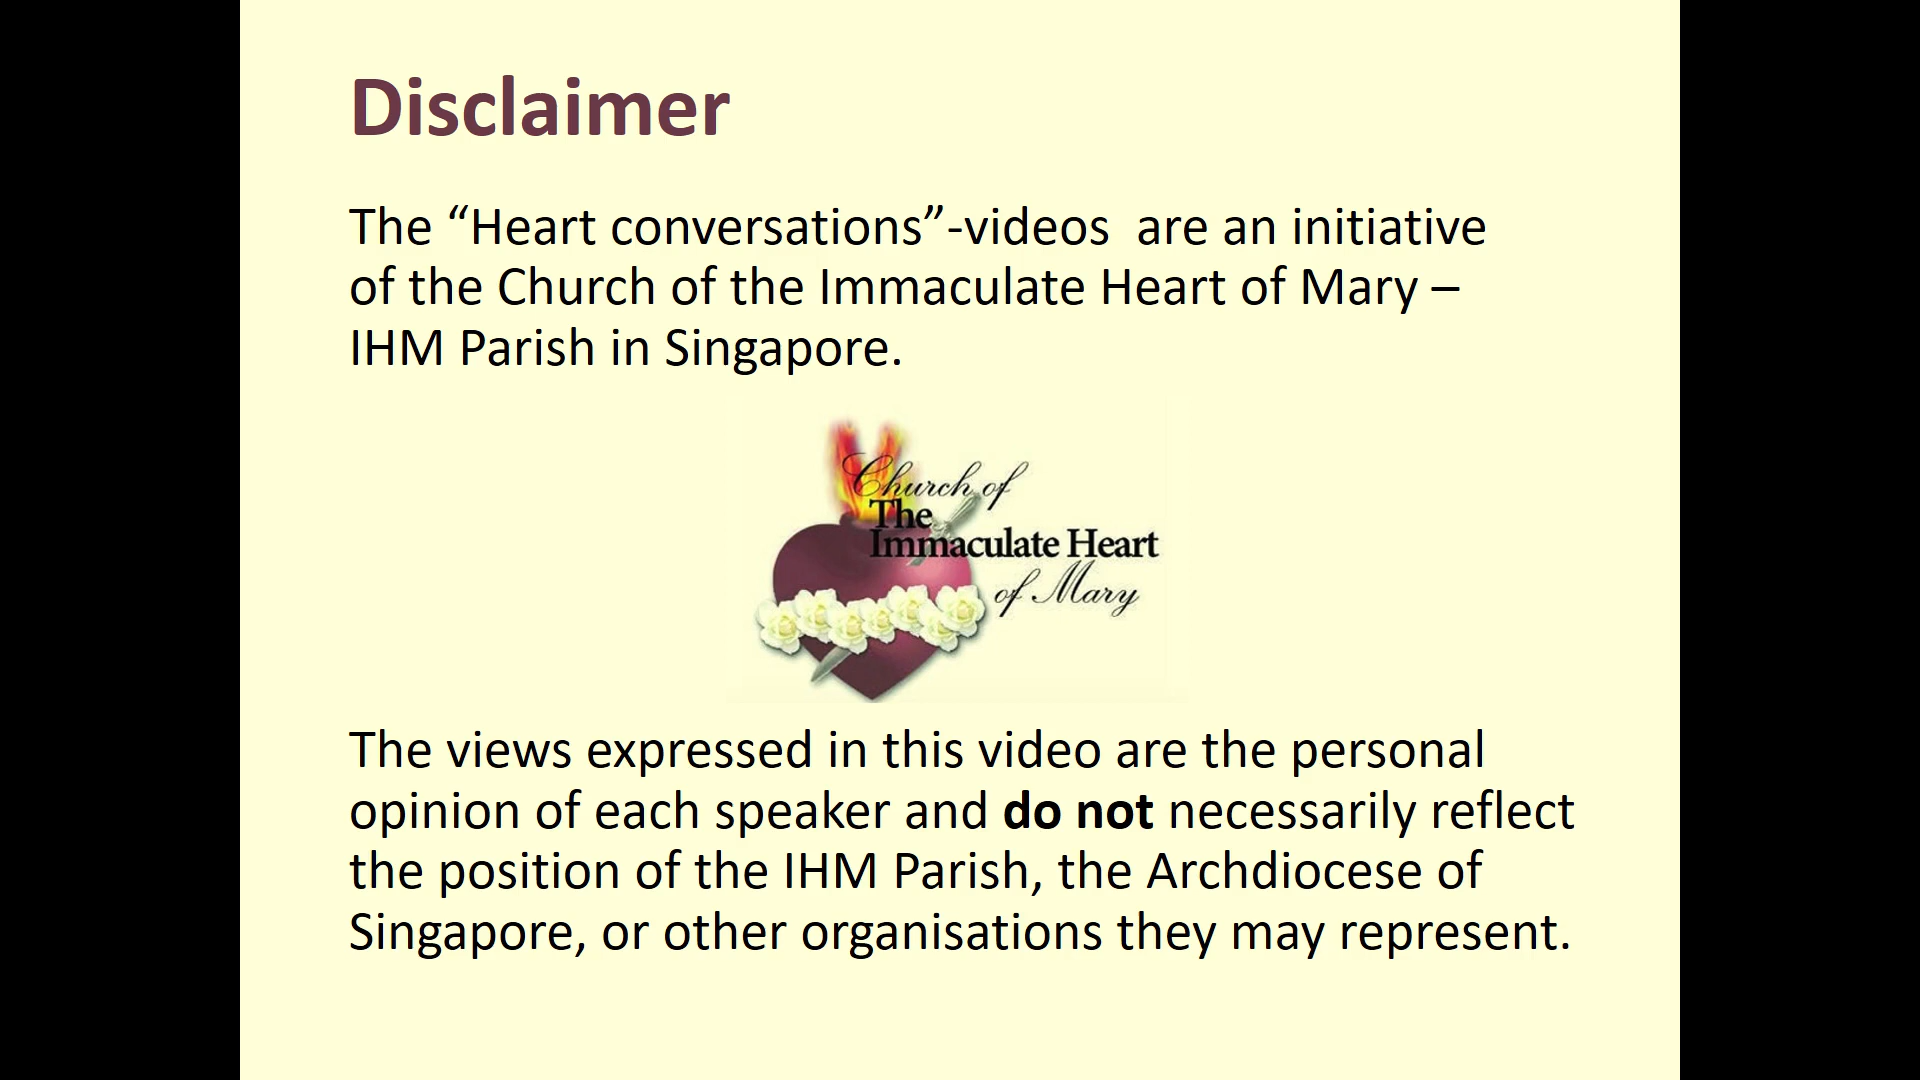 Disclaimer
The “Heart conversations”-videos  are an initiative
of the Church of the Immaculate Heart of Mary –
IHM Parish in Singapore.
Church of
The
Immaculate Heart
of Mary
The views expressed in this video are the personal
opinion of each speaker and do not necessarily reflect
the position of the IHM Parish, the Archdiocese of
Singapore, or other organisations they may represent.